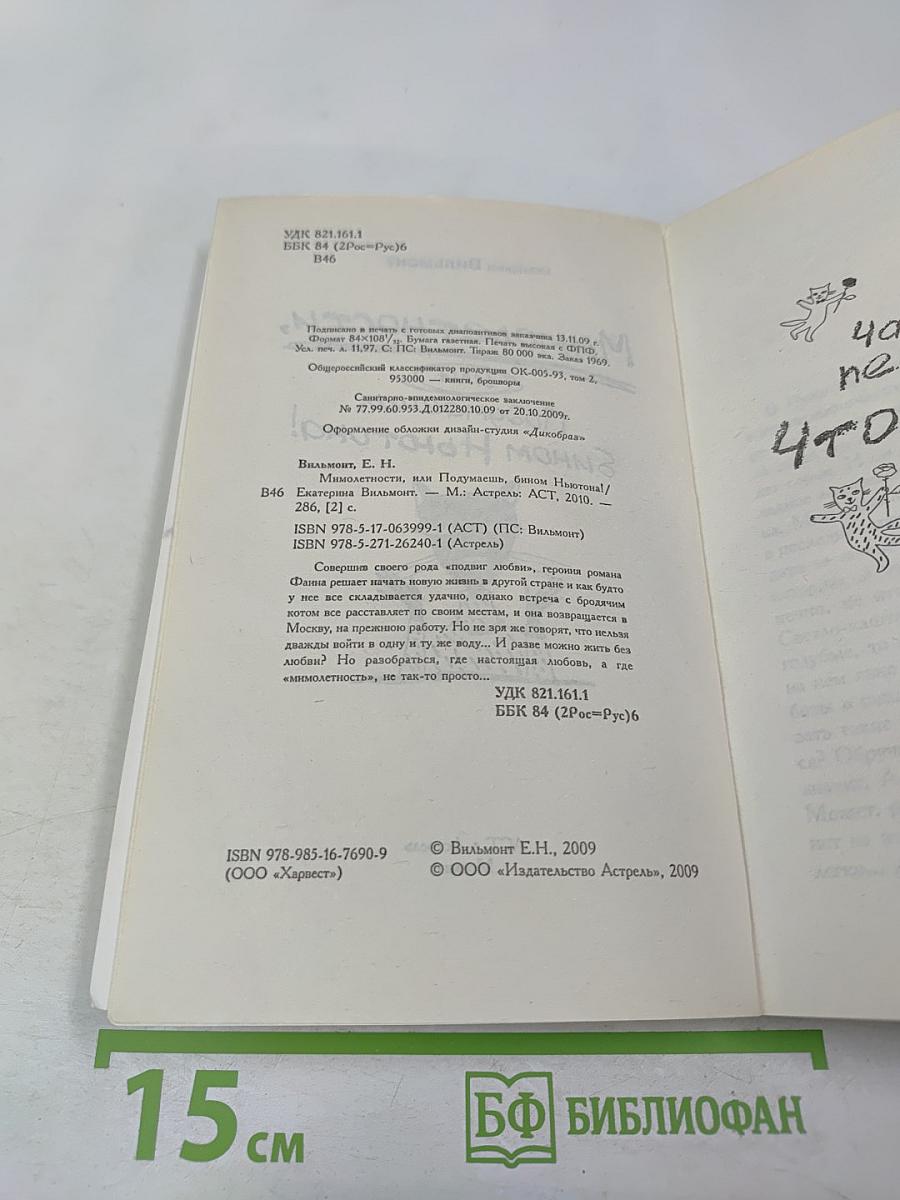 УДК 821.161.1
ББК 84 (2Рос=Рус)6
В46
Подписано в печать с готовых диапозитивов заказчика 13.11.09 г.
Формат 84×108¹/₃₂. Бумага газетная. Печать высокая с ФПФ.
Усл. печ. л. 11,97. С: ПС: Вильмонт. Тираж 80 000 экз. Заказ 1969.
Общероссийский классификатор продукции ОК-005-93, том 2,
953000 — книги, брошюры
Санитарно-эпидемиологическое заключение
№ 77.99.60.953.Д.012280.10.09 от 20.10.2009г.
Оформление обложки дизайн-студия «Дикобраз»
Вильмонт, Е. Н.
Мимолетности, или Подумаешь, бином Ньютона!/
В46 Екатерина Вильмонт. — М.: Астрель: АСТ, 2010. —
286, [2] с.
ISBN 978-5-17-063999-1 (АСТ) (ПС: Вильмонт)
ISBN 978-5-271-26240-1 (Астрель)
Совершив своего рода «подвиг любви», героиня романа
Фаина решает начать новую жизнь в другой стране и как будто
у нее все складывается удачно, однако встреча с бродячим
котом все расставляет по своим местам, и она возвращается в
Москву, на прежнюю работу. Но не зря же говорят, что нельзя
дважды войти в одну и ту же воду... И разве можно жить без
любви? Но разобраться, где настоящая любовь, а где
«мимолетность», не так-то просто...
УДК 821.161.1
ББК 84 (2Рос=Рус)6
ISBN 978-985-16-7690-9
(ООО «Харвест»)
© Вильмонт Е.Н., 2009
© ООО «Издательство Астрель», 2009
ча
пе
что
15 см
БФ БИБЛИОФАН